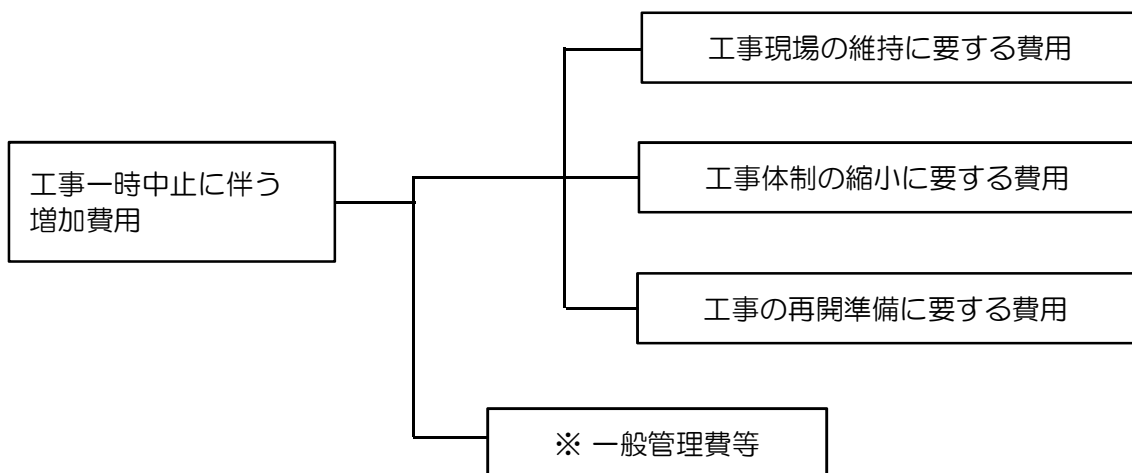 工事現場の維持に要する費用
工事一時中止に伴う
増加費用
工事体制の縮小に要する費用
工事の再開準備に要する費用
※ 一般管理費等